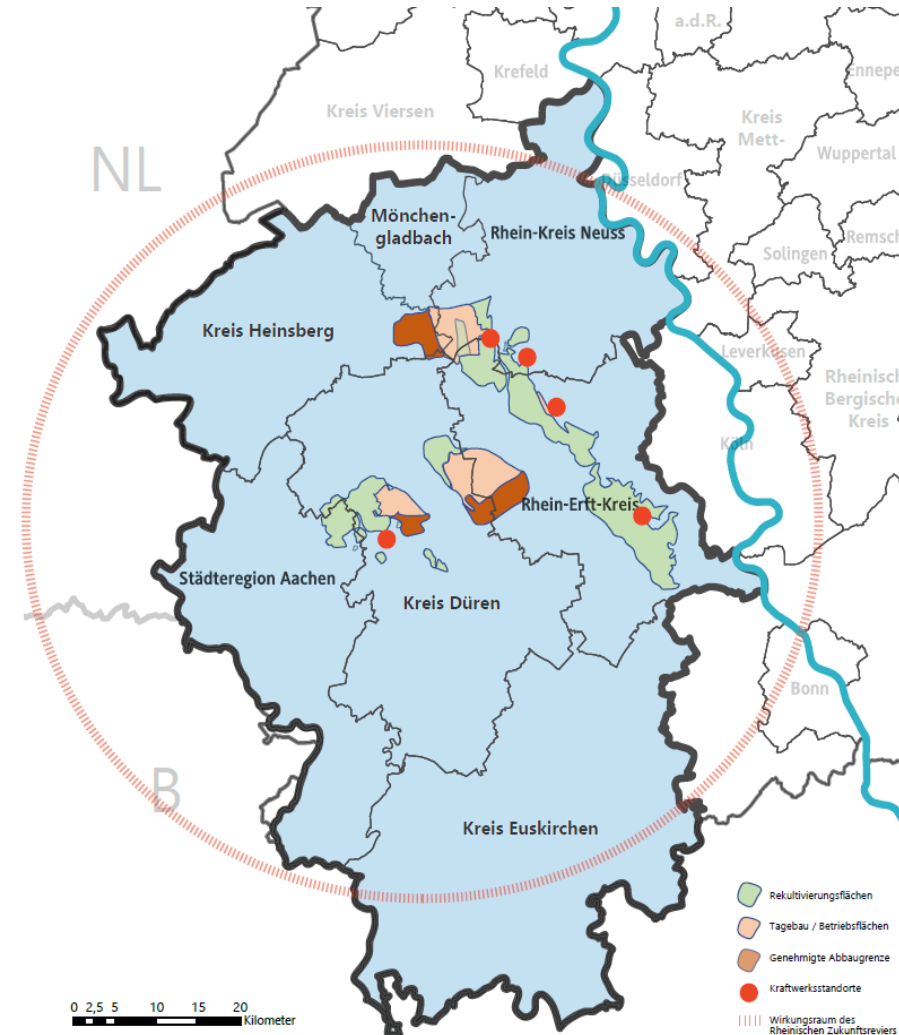 a.d.R.
Krefeld
Ennepe
Kreis Viersen
Kreis
Mett-
Wuppertal
NL
Düsseldorf
Mönchen-
gladbach
Rhein-Kreis Neuss
Remsch
Solingen
Kreis Heinsberg
Leverkusen
Rheinisch
Bergische
Kreis
Köln
Rhein-Erft-Kreis
Städteregion Aachen
Kreis Düren
Bonn
B
Kreis Euskirchen
Rekultivierungsflächen
Tagebau / Betriebsflächen
Genehmigte Abbaugrenze
Kraftwerksstandorte
Wirkungsraum des
Rheinischen Zukunftsreviers
0 2,5 5 10 15 20
Kilometer